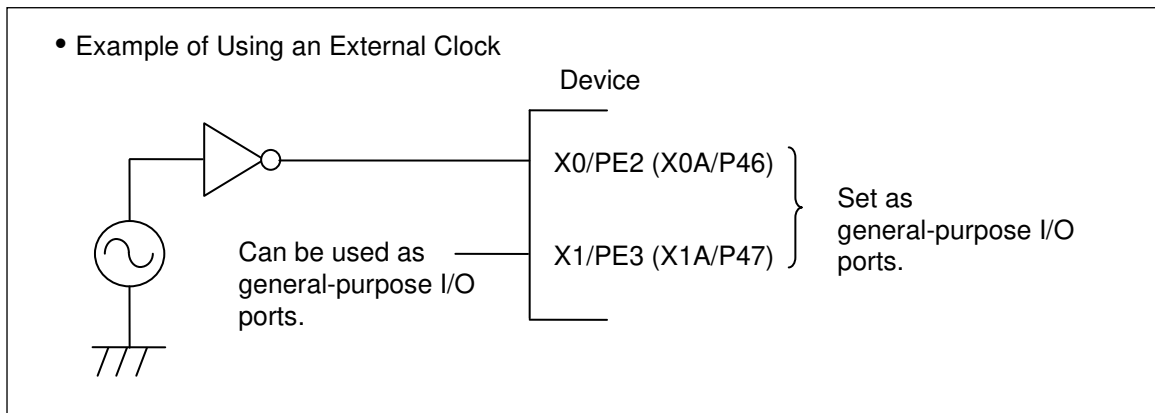 • Example of Using an External Clock
Device
X0/PE2 (X0A/P46)
Set as
general-purpose I/O
ports.
Can be used as
general-purpose I/O
ports.
X1/PE3 (X1A/P47)